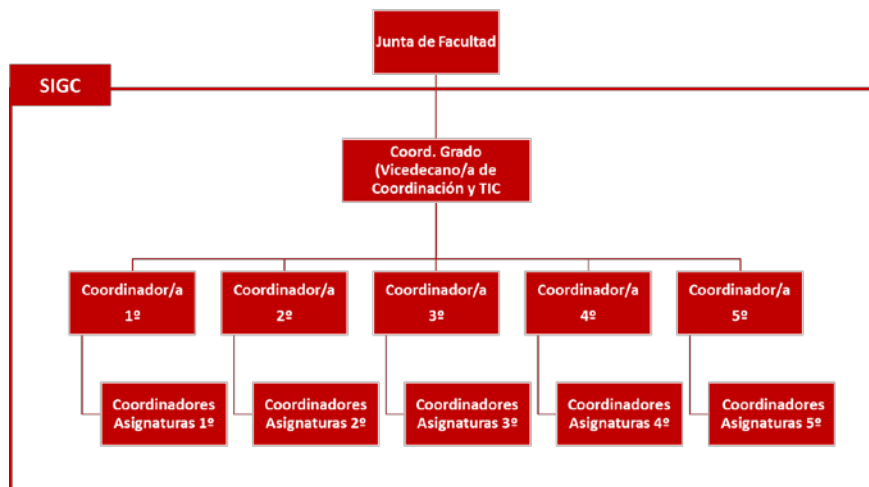 Junta de Facultad
SIGC
Coord. Grado
(Vicedecano/a de
Coordinación y TIC
Coordinador/a
1º
Coordinador/a
2º
Coordinador/a
3º
Coordinador/a
4º
Coordinador/a
5º
Coordinadores
Asignaturas 1º
Coordinadores
Asignaturas 2º
Coordinadores
Asignaturas 3º
Coordinadores
Asignaturas 4º
Coordinadores
Asignaturas 5º